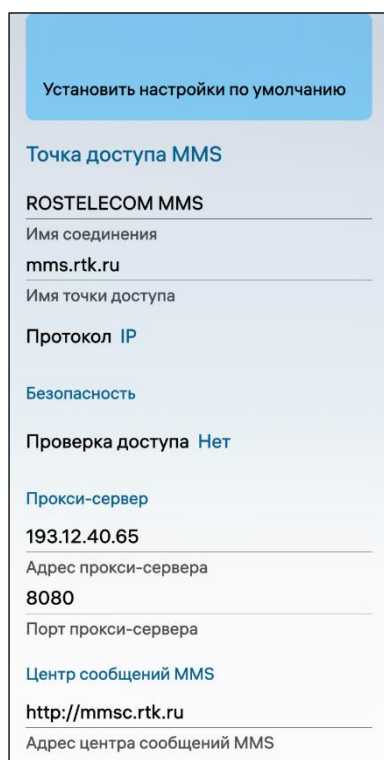 Установить настройки по умолчанию
Точка доступа MMS
ROSTELECOM MMS
Имя соединения
mms.rtk.ru
Имя точки доступа
Протокол IP
Безопасность
Проверка доступа Нет
Прокси-сервер
193.12.40.65
Адрес прокси-сервера
8080
Порт прокси-сервера
Центр сообщений MMS
http://mmsc.rtk.ru
Адрес центра сообщений MMS